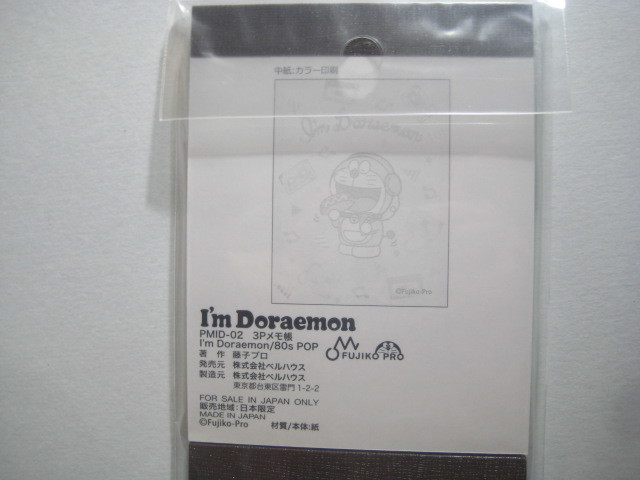 中紙:カラー印刷
I'm Doraemon
©Fujiko-Pro
I'm Doraemon
PMID-02 3Pメモ帳
I'm Doraemon/80s POP
FUJIKO PRO
著 作 藤子プロ
発売元 株式会社ベルハウス
製造元 株式会社ベルハウス
東京都台東区雷門1-2-2
FOR SALE IN JAPAN ONLY
販売地域:日本限定
MADE IN JAPAN
©Fujiko-Pro 材質/本体:紙